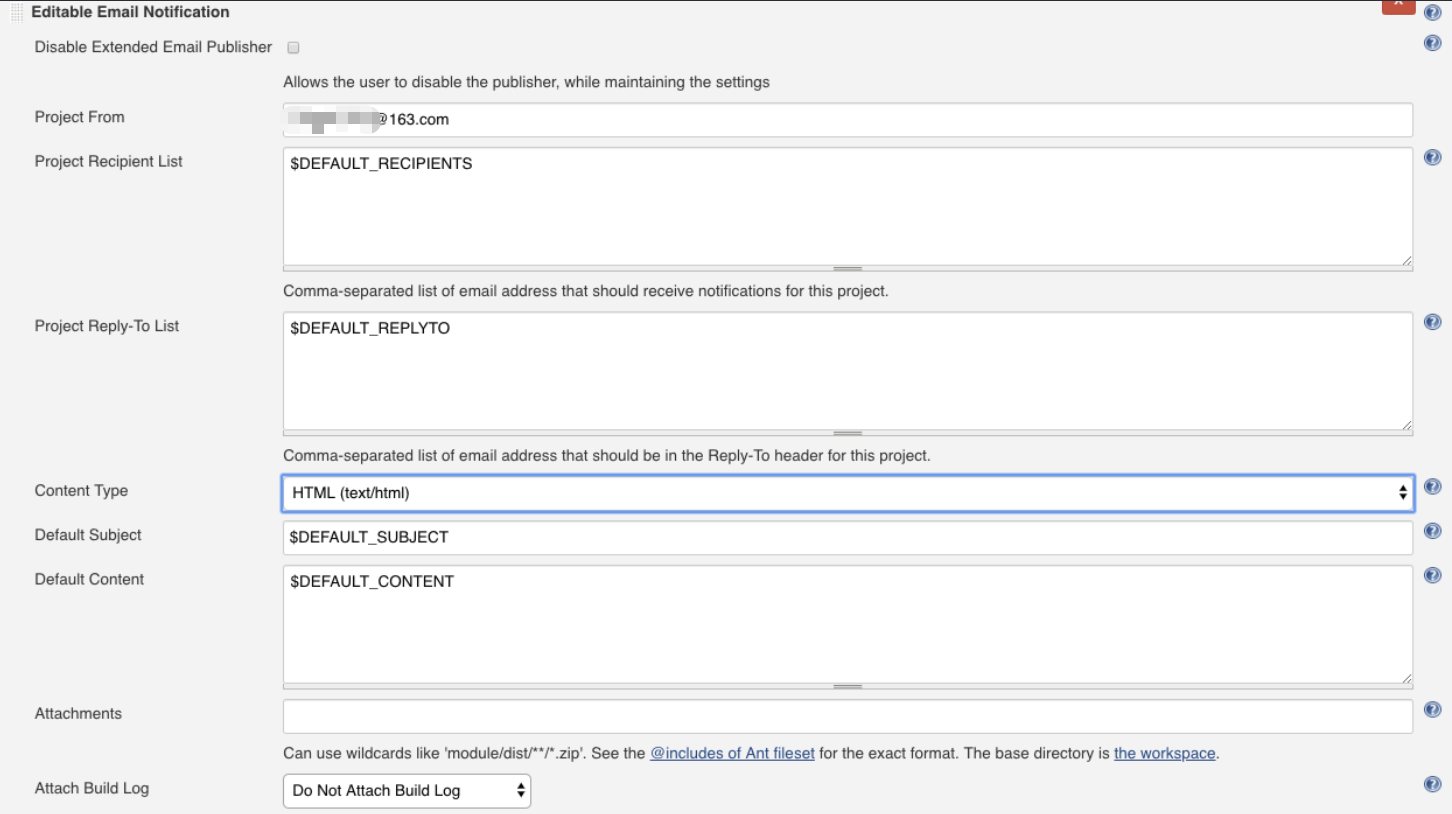 Editable Email Notification
Disable Extended Email Publisher
Allows the user to disable the publisher, while maintaining the settings
Project From
@163.com
Project Recipient List
$DEFAULT_RECIPIENTS
Comma-separated list of email address that should receive notifications for this project.
Project Reply-To List
$DEFAULT_REPLYTO
Comma-separated list of email address that should be in the Reply-To header for this project.
Content Type
HTML (text/html)
Default Subject
$DEFAULT_SUBJECT
Default Content
$DEFAULT_CONTENT
Attachments
Can use wildcards like 'module/dist/**/*.zip'. See the @includes of Ant fileset for the exact format. The base directory is the workspace.
Attach Build Log
Do Not Attach Build Log